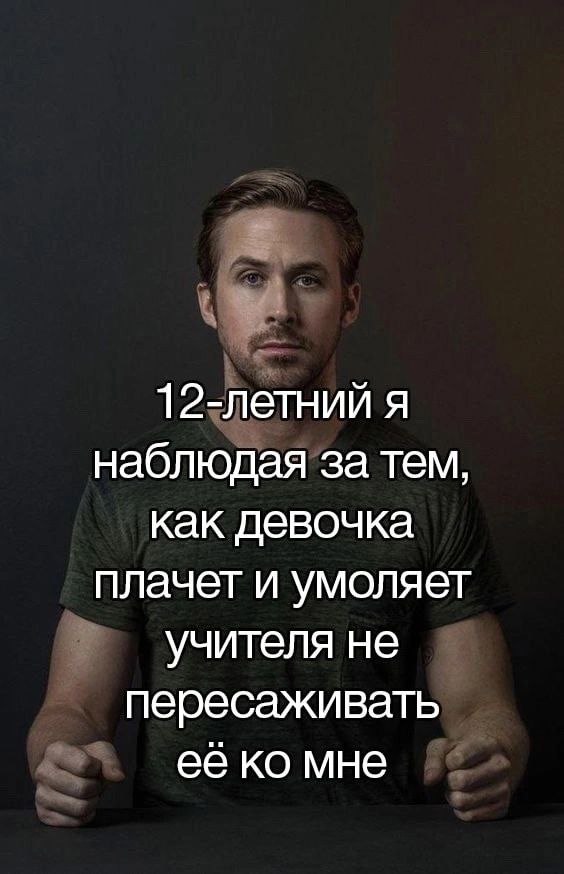 12-летний я
наблюдая за тем,
как девочка
плачет и умоляет
учителя не
пересаживать
её ко мне